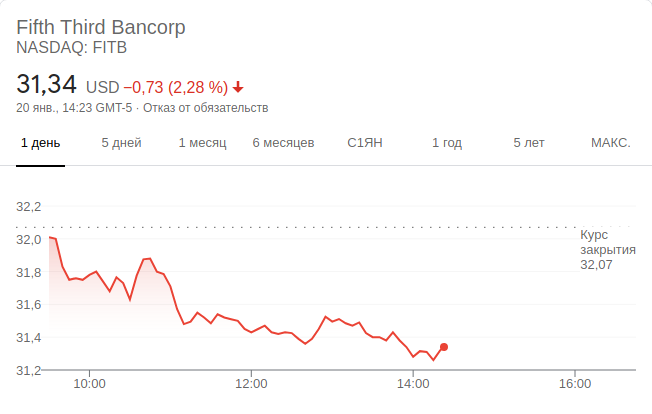 Fifth Third Bancorp
NASDAQ: FITB
31,34 USD −0,73 (2,28 %)
20 янв., 14:23 GMT-5 · Отказ от обязательств
1 день 5 дней 1 месяц 6 месяцев С1ЯН 1 год 5 лет МАКС.
32,2
32,0
31,8
31,6
31,4
31,2
Курс
закрытия
32,07
10:00 12:00 14:00 16:00